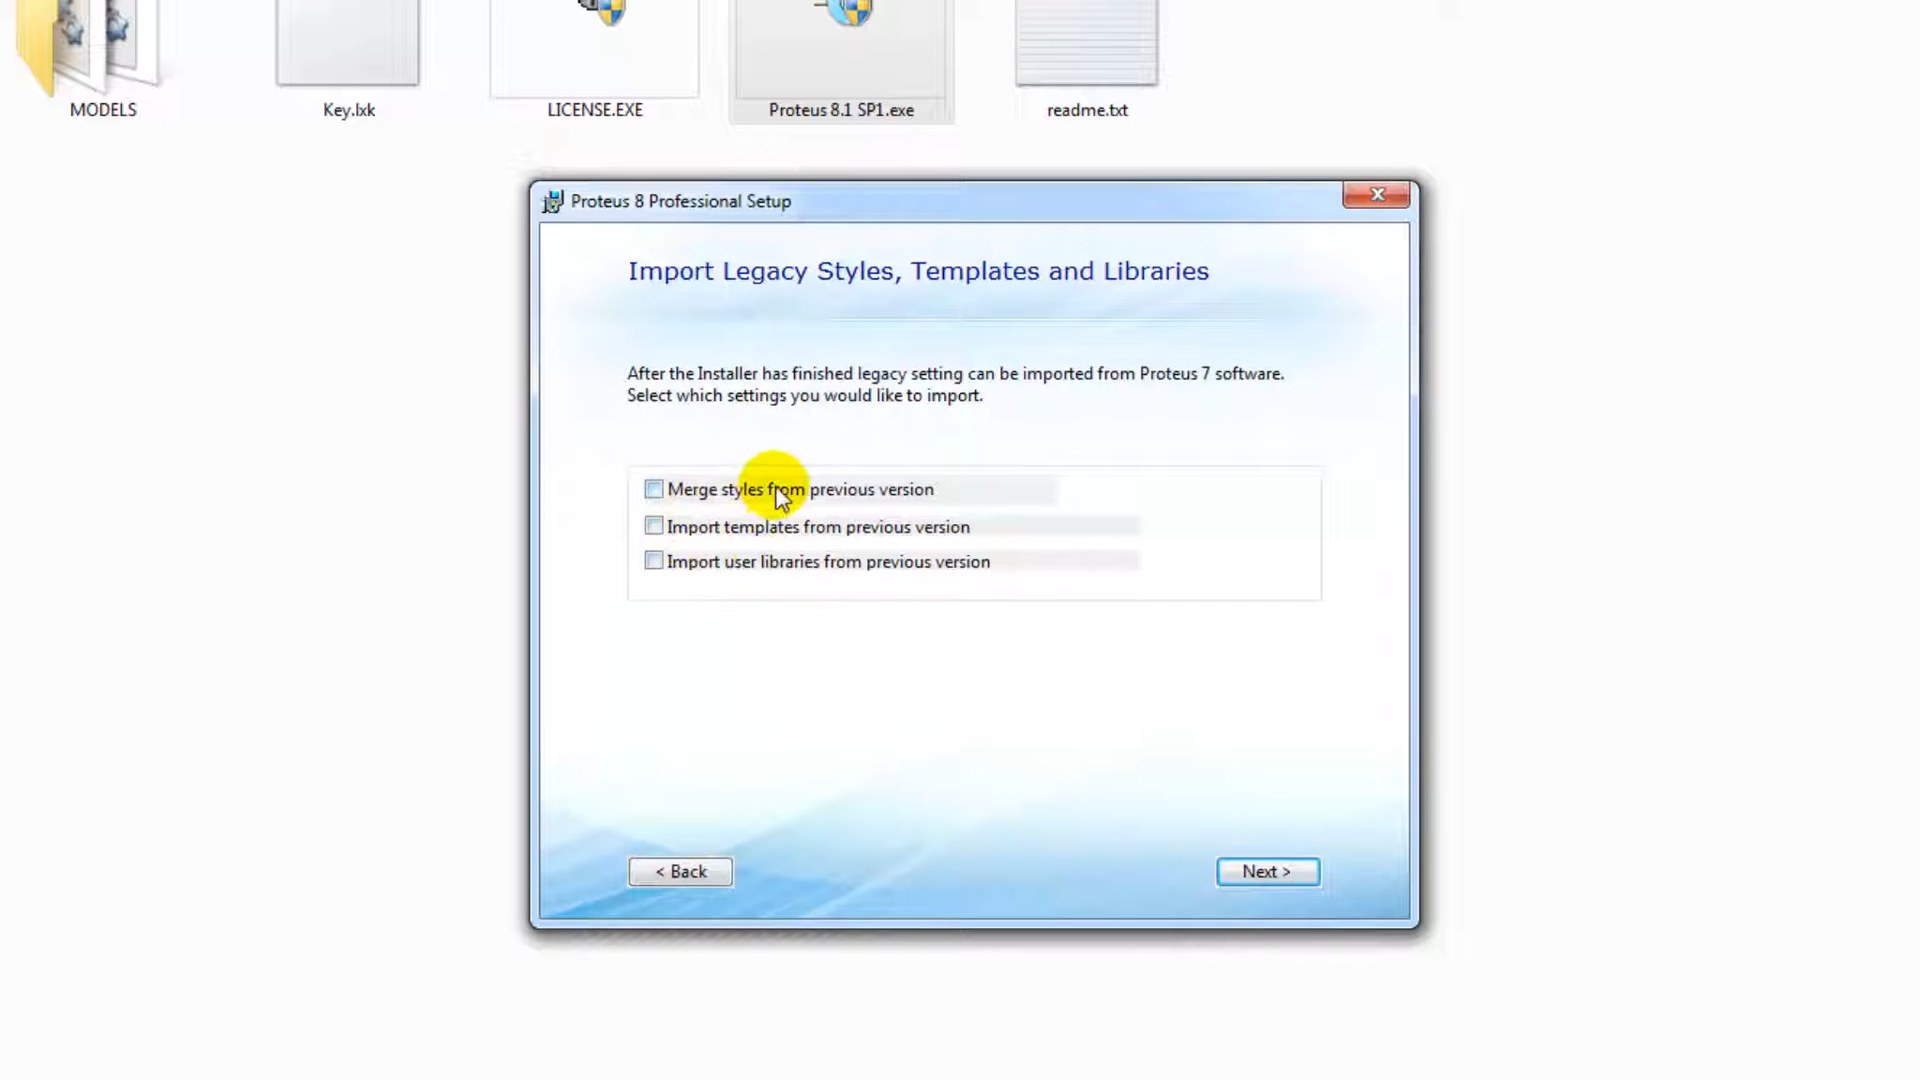 MODELS
Key.lxk
LICENSE.EXE
Proteus 8.1 SP1.exe
readme.txt
Proteus 8 Professional Setup
Import Legacy Styles, Templates and Libraries
After the Installer has finished legacy setting can be imported from Proteus 7 software.
Select which settings you would like to import.
Merge styles from previous version
Import templates from previous version
Import user libraries from previous version
< Back
Next >